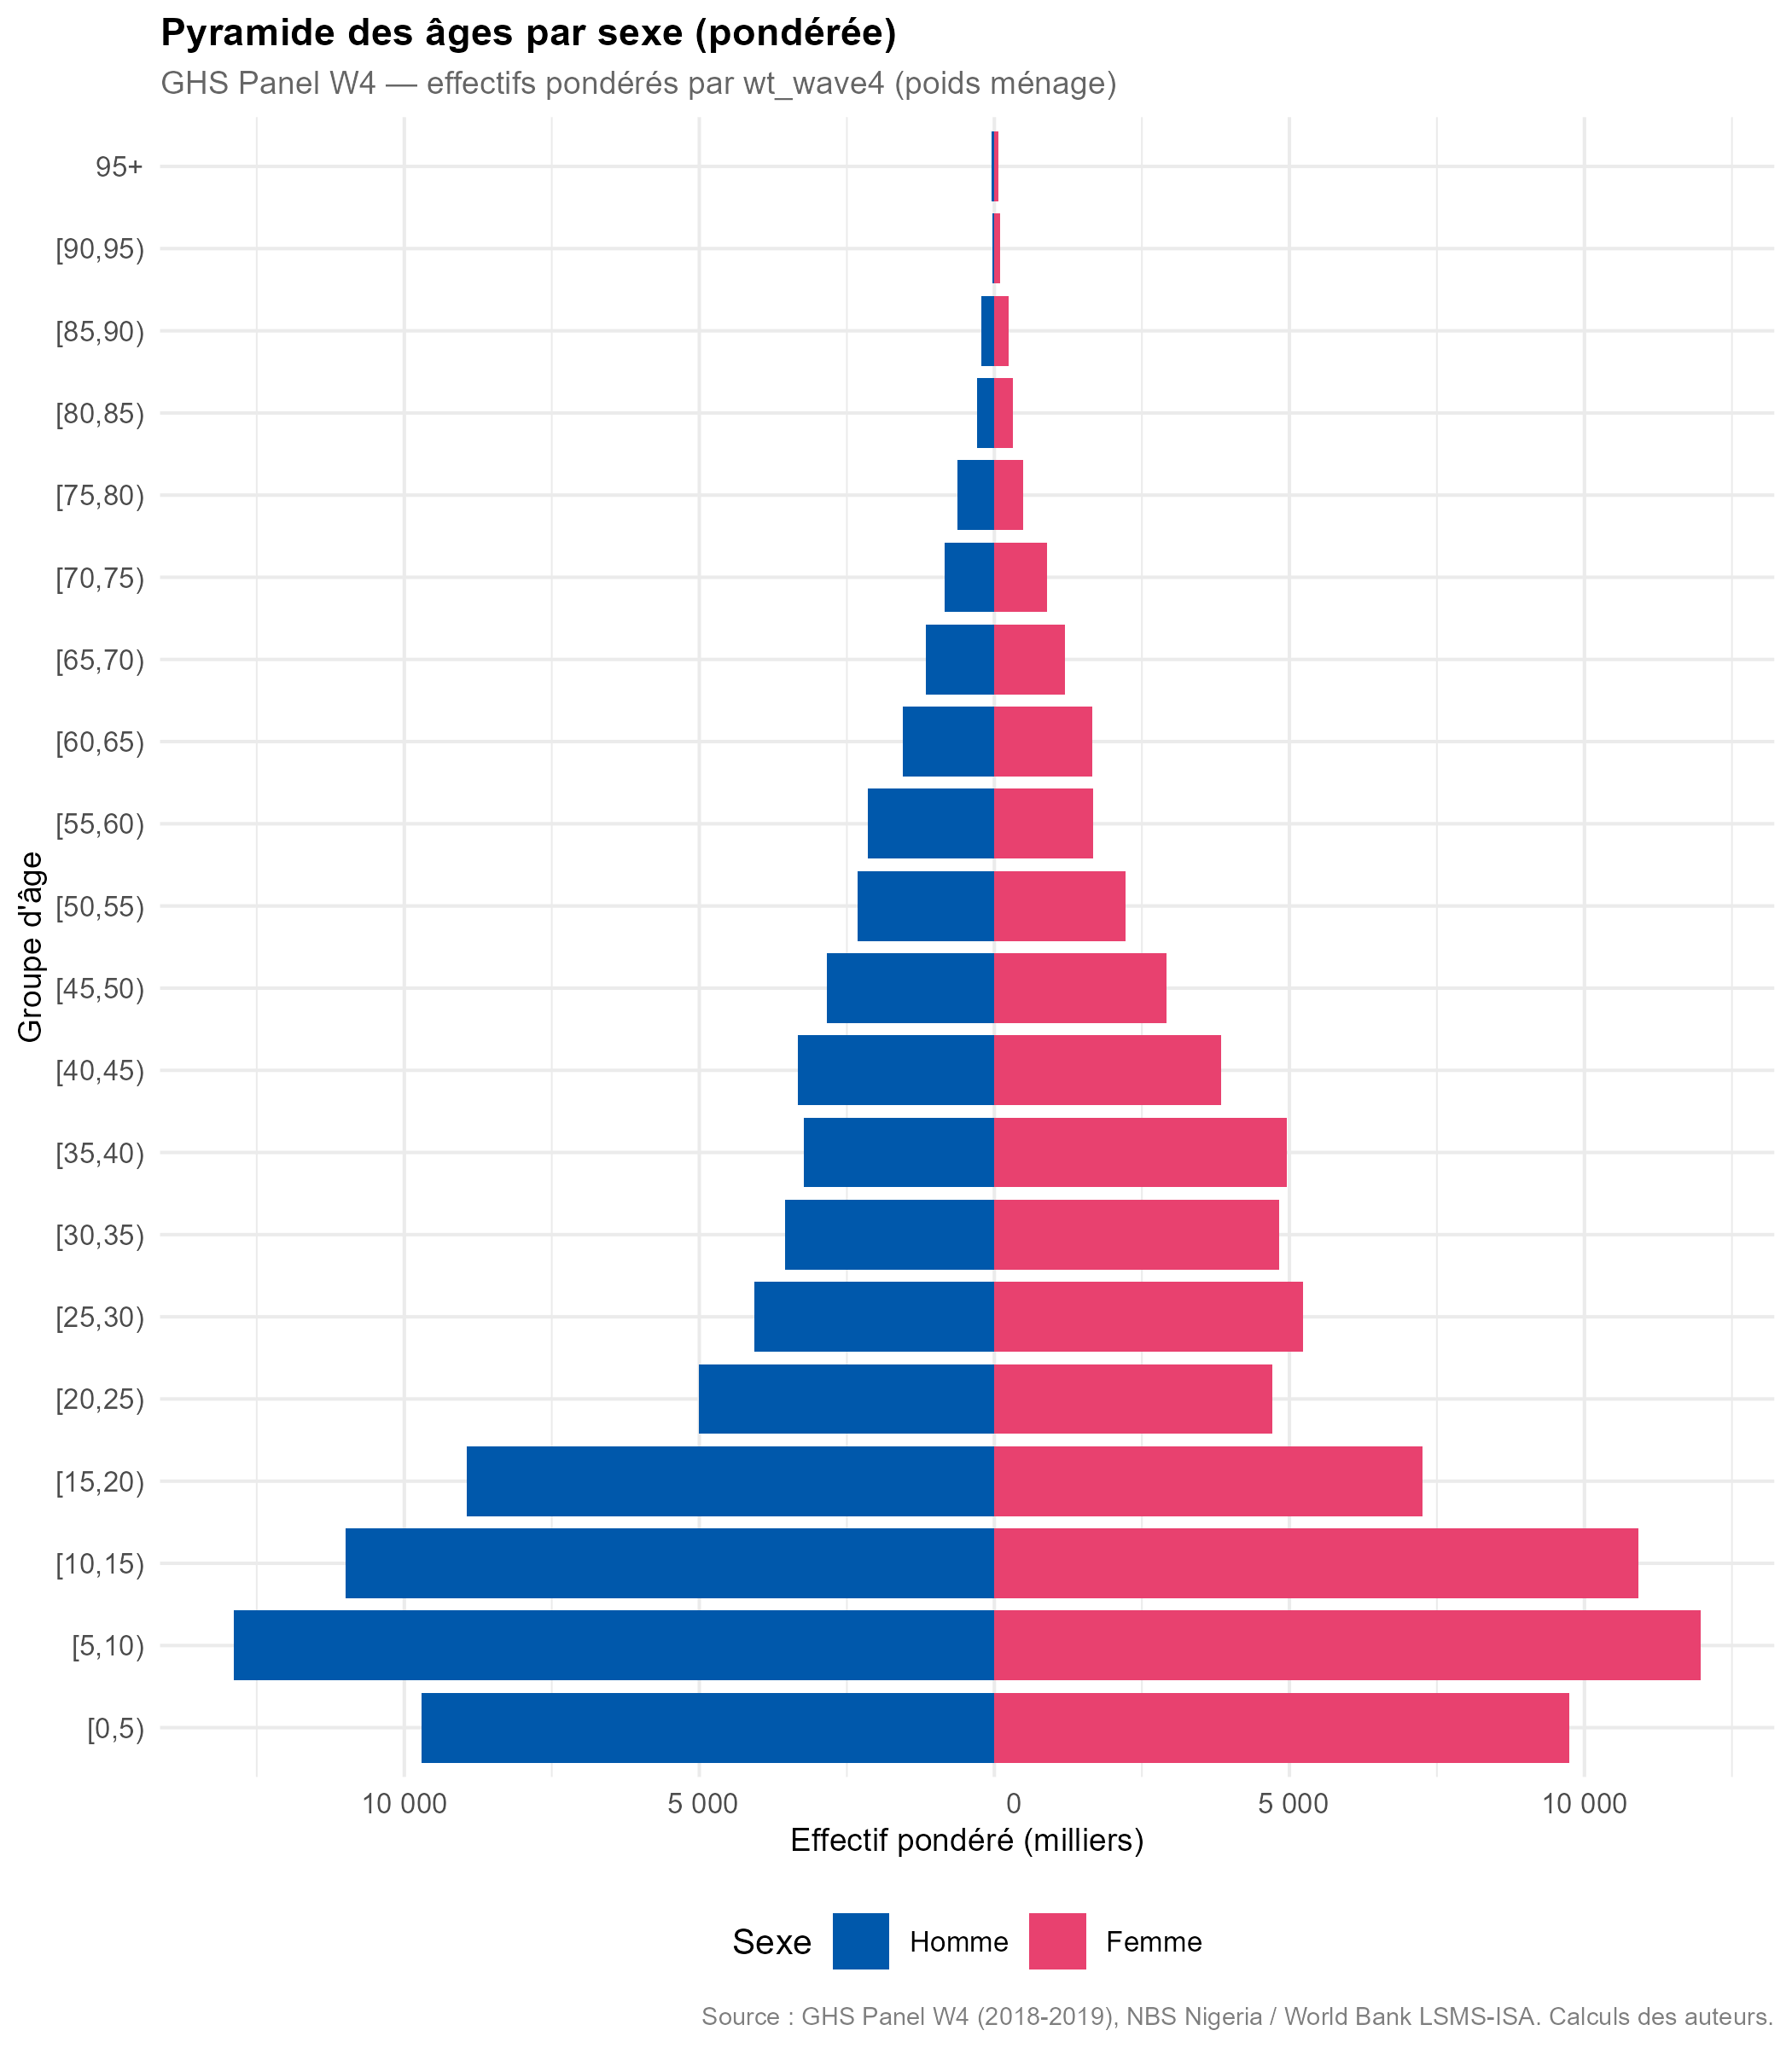 Pyramide des âges par sexe (pondérée)
GHS Panel W4 — effectifs pondérés par wt_wave4 (poids ménage)
Groupe d'âge
95+
[90,95)
[85,90)
[80,85)
[75,80)
[70,75)
[65,70)
[60,65)
[55,60)
[50,55)
[45,50)
[40,45)
[35,40)
[30,35)
[25,30)
[20,25)
[15,20)
[10,15)
[5,10)
[0,5)
10 000 5 000 0 5 000 10 000
Effectif pondéré (milliers)
Sexe Homme Femme
Source : GHS Panel W4 (2018-2019), NBS Nigeria / World Bank LSMS-ISA. Calculs des auteurs.